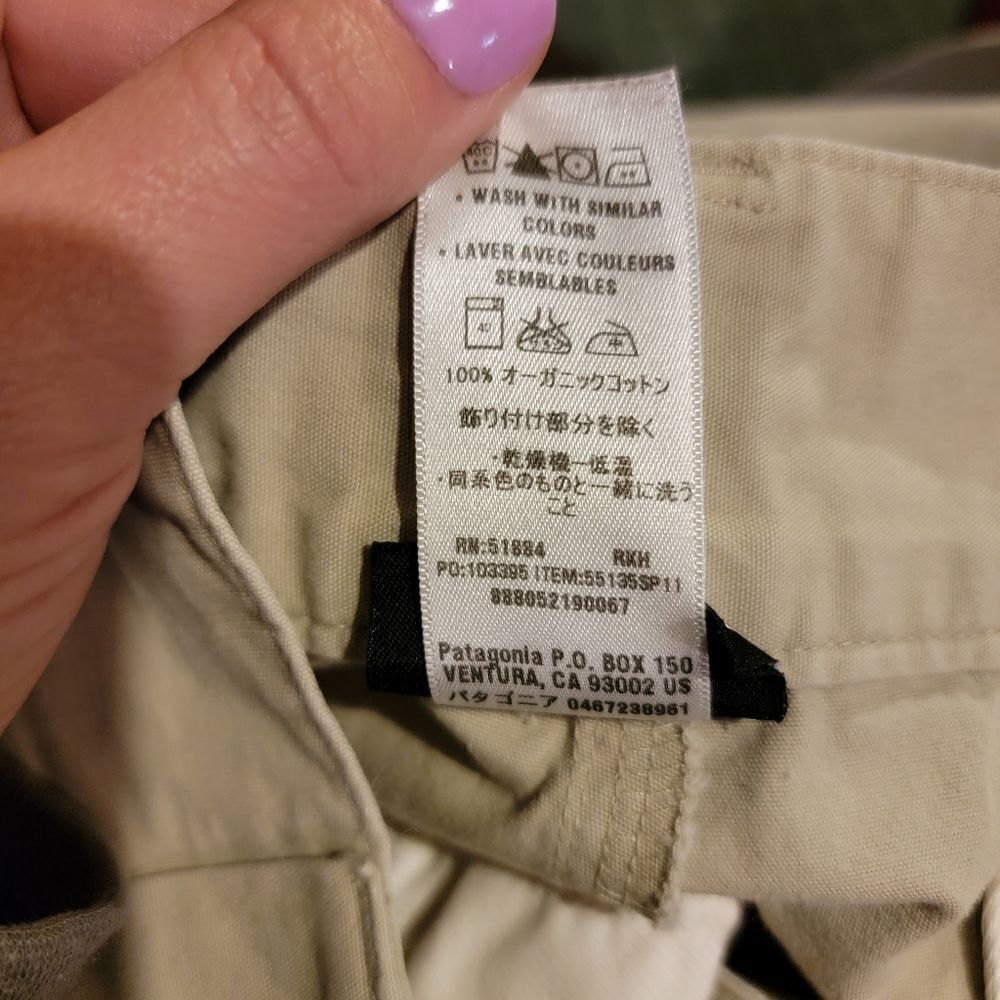 • WASH WITH SIMILAR
COLORS
• LAVER AVEC COULEURS
SEMBLABLES
100% オーガニックコットン
飾り付け部分を除く
・乾燥機ー低温
・同系色のものと一緒に洗う
こと
RN:51884 RKH
PO:103395 ITEM:55135SP11
888052190067
Patagonia P.O. BOX 150
VENTURA, CA 93002 US
パタゴニア 0467238961